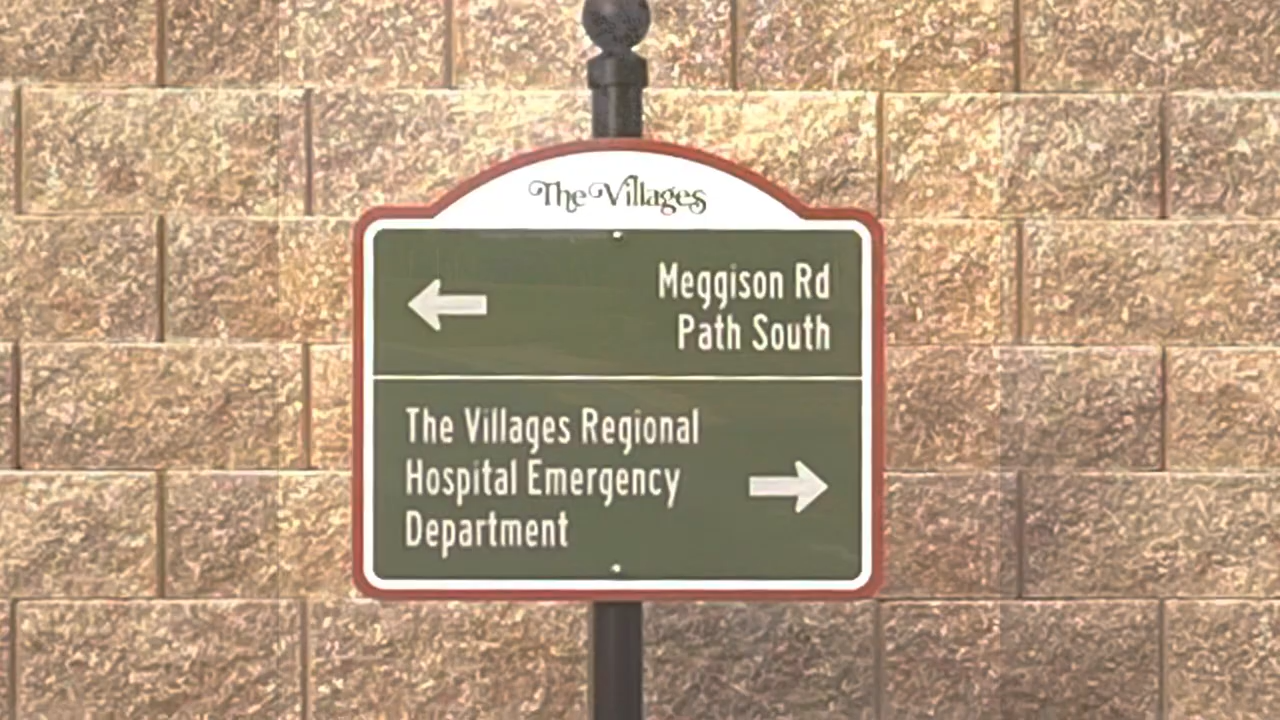 The Villages
Meggison Rd
Path South
The Villages Regional
Hospital Emergency
Department